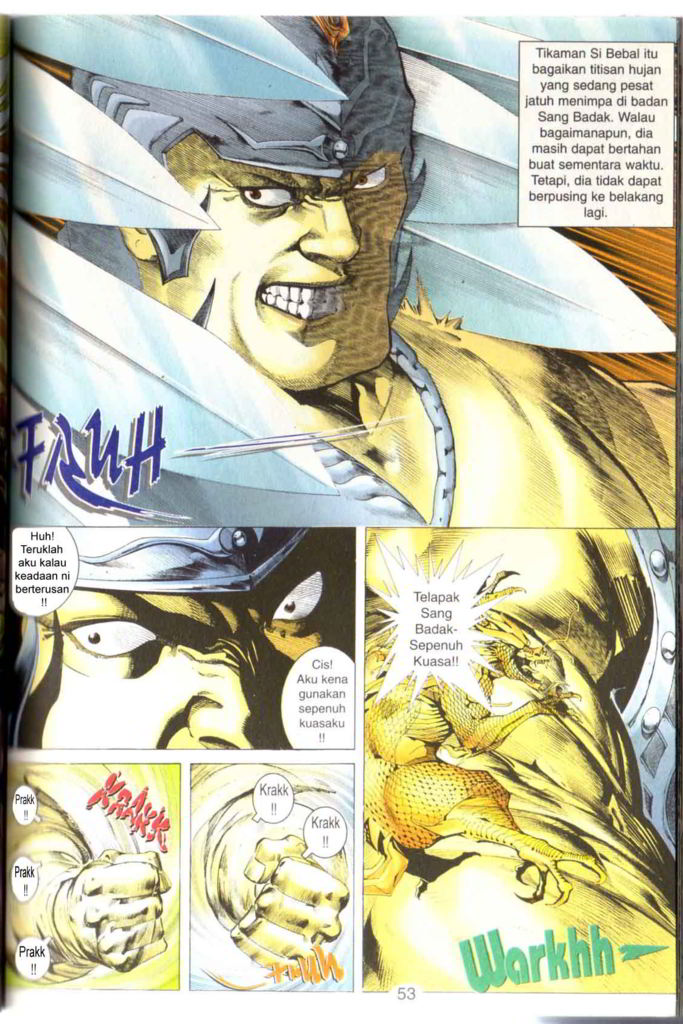 Tikaman Si Bebal itu
bagaikan titisan hujan
yang sedang pesat
jatuh menimpa di badan
Sang Badak. Walau
bagaimanapun, dia
masih dapat bertahan
buat sementara waktu.
Tetapi, dia tidak dapat
berpusing ke belakang
lagi.
FAUH
Huh!
Teruklah
aku kalau
keadaan ni
berterusan
!!
Cis!
Aku kena
gunakan
sepenuh
kuasaku
!!
Telapak
Sang
Badak-
Sepenuh
Kuasa!!
Prakk
!!
KRAKK
Prakk
!!
Prakk
!!
Krakk
!!
Krakk
!!
Warkhh
53